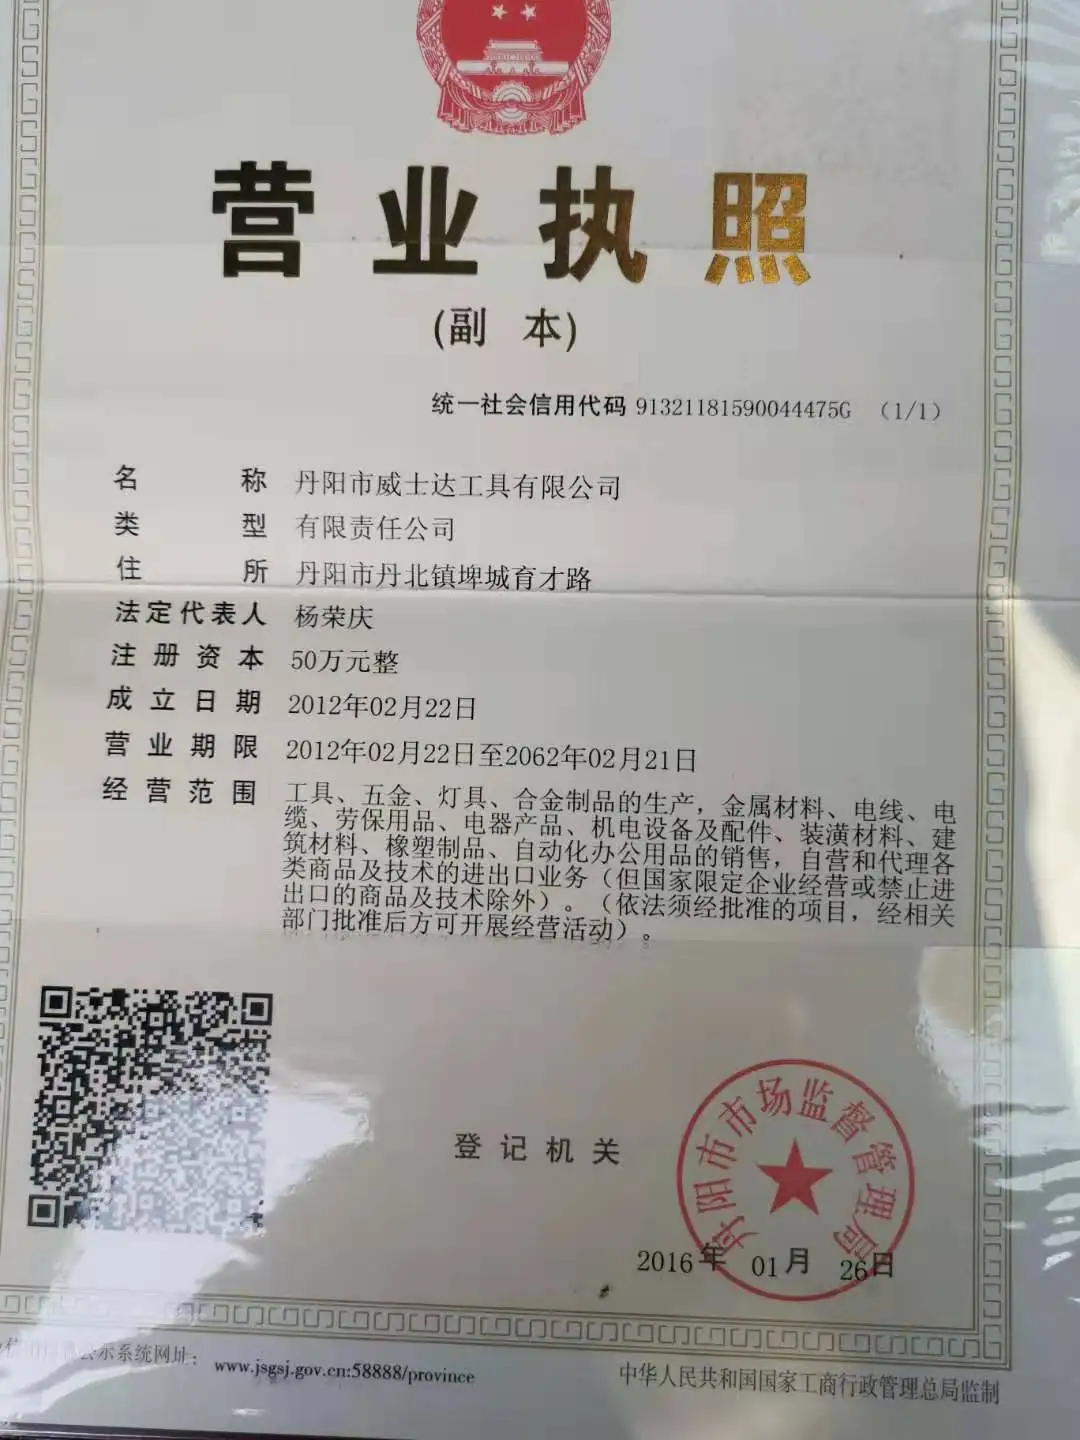 营业执照
(副 本)
统一社会信用代码 91321181590044475G (1/1)
名称 丹阳市威士达工具有限公司
类型 有限责任公司
住所 丹阳市丹北镇埤城育才路
法定代表人 杨荣庆
注册资本 50万元整
成立日期 2012年02月22日
营业期限 2012年02月22日至2062年02月21日
经营范围 工具、五金、灯具、合金制品的生产，金属材料、电线、电
缆、劳保用品、电器产品、机电设备及配件、装潢材料、建
筑材料、橡塑制品、自动化办公用品的销售，自营和代理各
类商品及技术的进出口业务（但国家限定企业经营或禁止进
出口的商品及技术除外）。（依法须经批准的项目，经相关
部门批准后方可开展经营活动）。
登记机关
丹阳市市场监督管理局
2016年 01月 26日
示系统网址：
www.jsgsj.gov.cn:58888/province
中华人民共和国国家工商行政管理总局监制